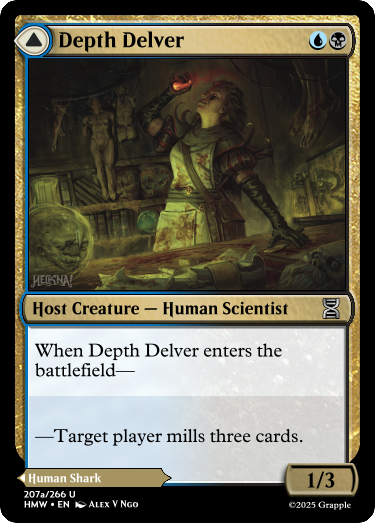 Depth Delver
Host Creature — Human Scientist
When Depth Delver enters the
battlefield—
—Target player mills three cards.
Human Shark
1/3
207a/266 U
HMW • EN Alex V Ngo
©2025 Grapple